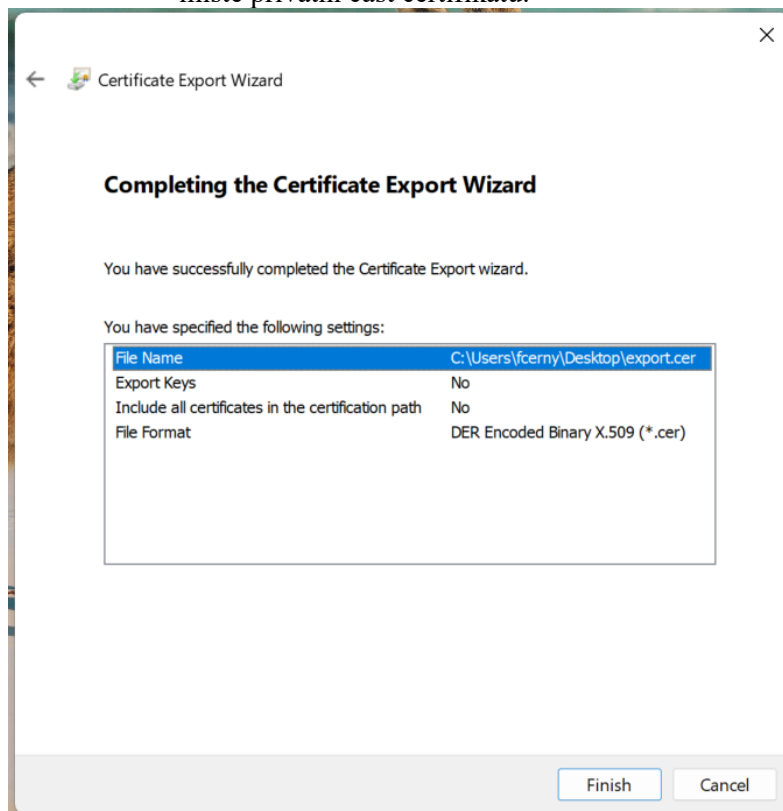 Certificate Export Wizard
Completing the Certificate Export Wizard
You have successfully completed the Certificate Export wizard.
You have specified the following settings:
File Name C:\Users\fcerny\Desktop\export.cer
Export Keys No
Include all certificates in the certification path No
File Format DER Encoded Binary X.509 (*.cer)
Finish Cancel